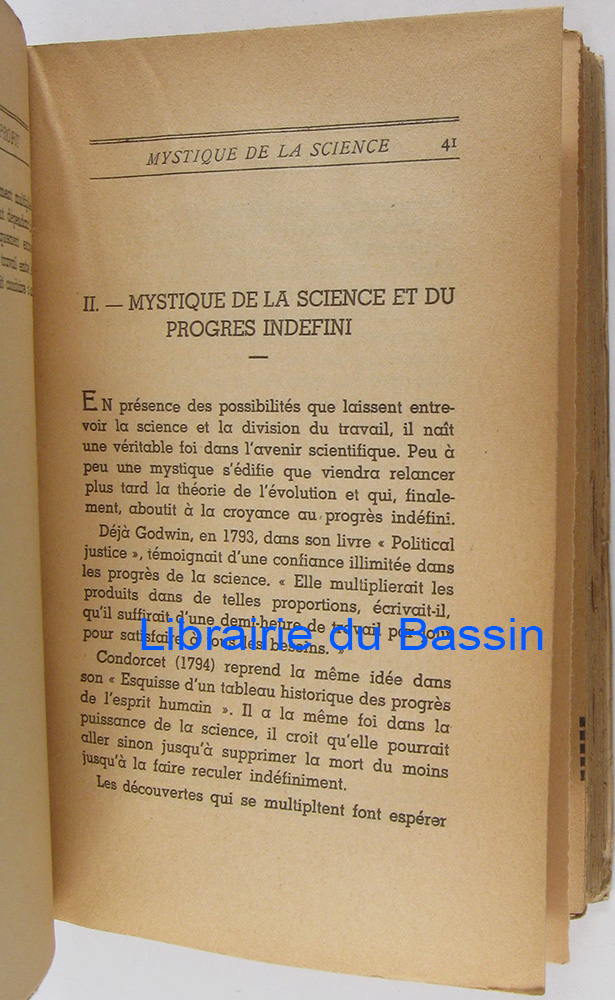 MYSTIQUE DE LA SCIENCE 41
II. — MYSTIQUE DE LA SCIENCE ET DU
PROGRES INDEFINI
EN présence des possibilités que laissent entre-
voir la science et la division du travail, il naît
une véritable foi dans l'avenir scientifique. Peu à
peu une mystique s'édifie que viendra relancer
plus tard la théorie de l'évolution et qui, finale-
ment, aboutit à la croyance au progrès indéfini.
Déjà Godwin, en 1793, dans son livre « Political
justice », témoignait d'une confiance illimitée dans
les progrès de la science. « Elle multiplierait les
produits dans de telles proportions, écrivait-il,
qu'il suffirait d'une demi-heure de travail par jour
pour satisfaire à tous les besoins. »
Librairie du Bassin
Condorcet (1794) reprend la même idée dans
son « Esquisse d'un tableau historique des progrès
de l'esprit humain ». Il a la même foi dans la
puissance de la science, il croit qu'elle pourrait
aller sinon jusqu'à supprimer la mort du moins
jusqu'à la faire reculer indéfiniment.
Les découvertes qui se multipltent font espérer